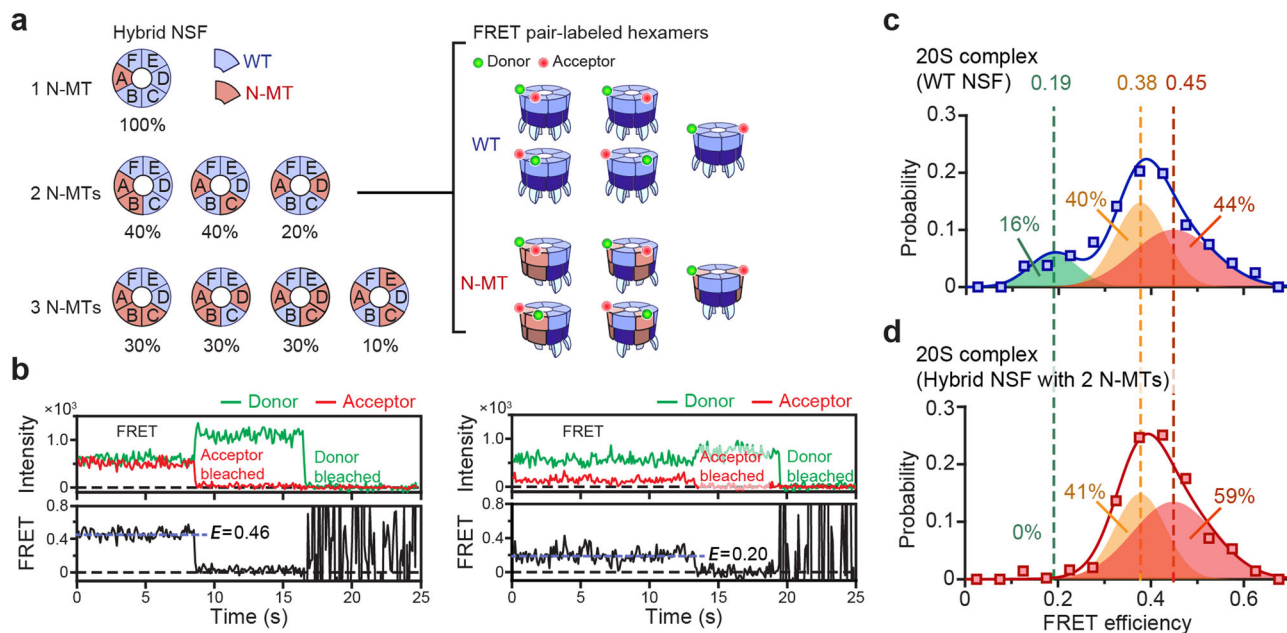 a
Hybrid NSF
WT
N-MT
1 N-MT
F E
A D
B C
100%
2 N-MTs
F E
A D
B C
F E
A D
B C
F E
A D
B C
40%
40%
20%
3 N-MTs
F E
A D
B C
F E
A D
B C
F E
A D
B C
F E
A D
B C
30%
30%
30%
10%
FRET pair-labeled hexamers
Donor Acceptor
WT
N-MT
b
×10³
Donor Acceptor
Intensity
1.0
0
FRET
Acceptor
bleached
Donor
bleached
FRET
0.8
0.4
0
E=0.46
0 5 10 15 20 25
Time (s)
×10³
Donor Acceptor
Intensity
1.0
0
FRET
Acceptor
bleached
Donor
bleached
FRET
0.8
0.4
0
E=0.20
0 5 10 15 20 25
Time (s)
c
20S complex
(WT NSF)
0.19
0.38
0.45
Probability
0.3
0.2
0.1
0.0
16%
40%
44%
d
20S complex
(Hybrid NSF with 2 N-MTs)
Probability
0.3
0.2
0.1
0.0
0%
41%
59%
0.0 0.2 0.4 0.6
FRET efficiency